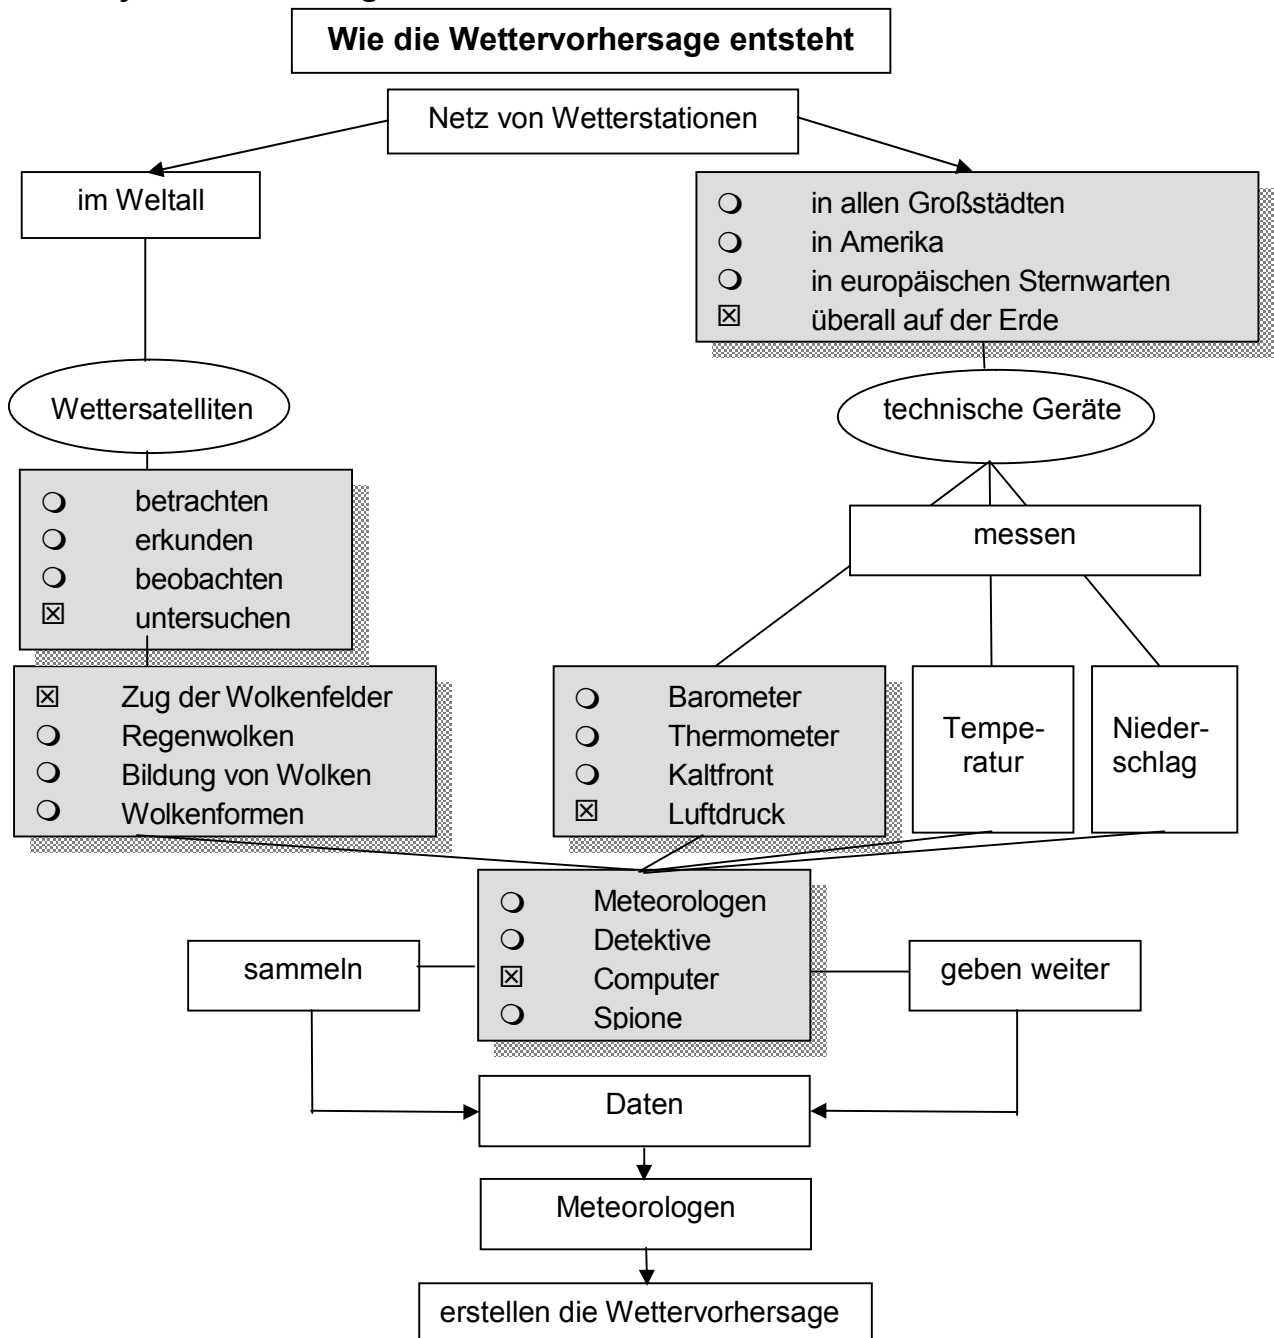 Wie die Wettervorhersage entsteht
Netz von Wetterstationen
im Weltall
○ in allen Großstädten
○ in Amerika
○ in europäischen Sternwarten
☒ überall auf der Erde
Wettersatelliten
technische Geräte
○ betrachten
○ erkunden
○ beobachten
☒ untersuchen
messen
☒ Zug der Wolkenfelder
○ Regenwolken
○ Bildung von Wolken
○ Wolkenformen
○ Barometer
○ Thermometer
○ Kaltfront
☒ Luftdruck
Tempe-
ratur
Nieder-
schlag
○ Meteorologen
○ Detektive
☒ Computer
○ Spione
sammeln
geben weiter
Daten
Meteorologen
erstellen die Wettervorhersage